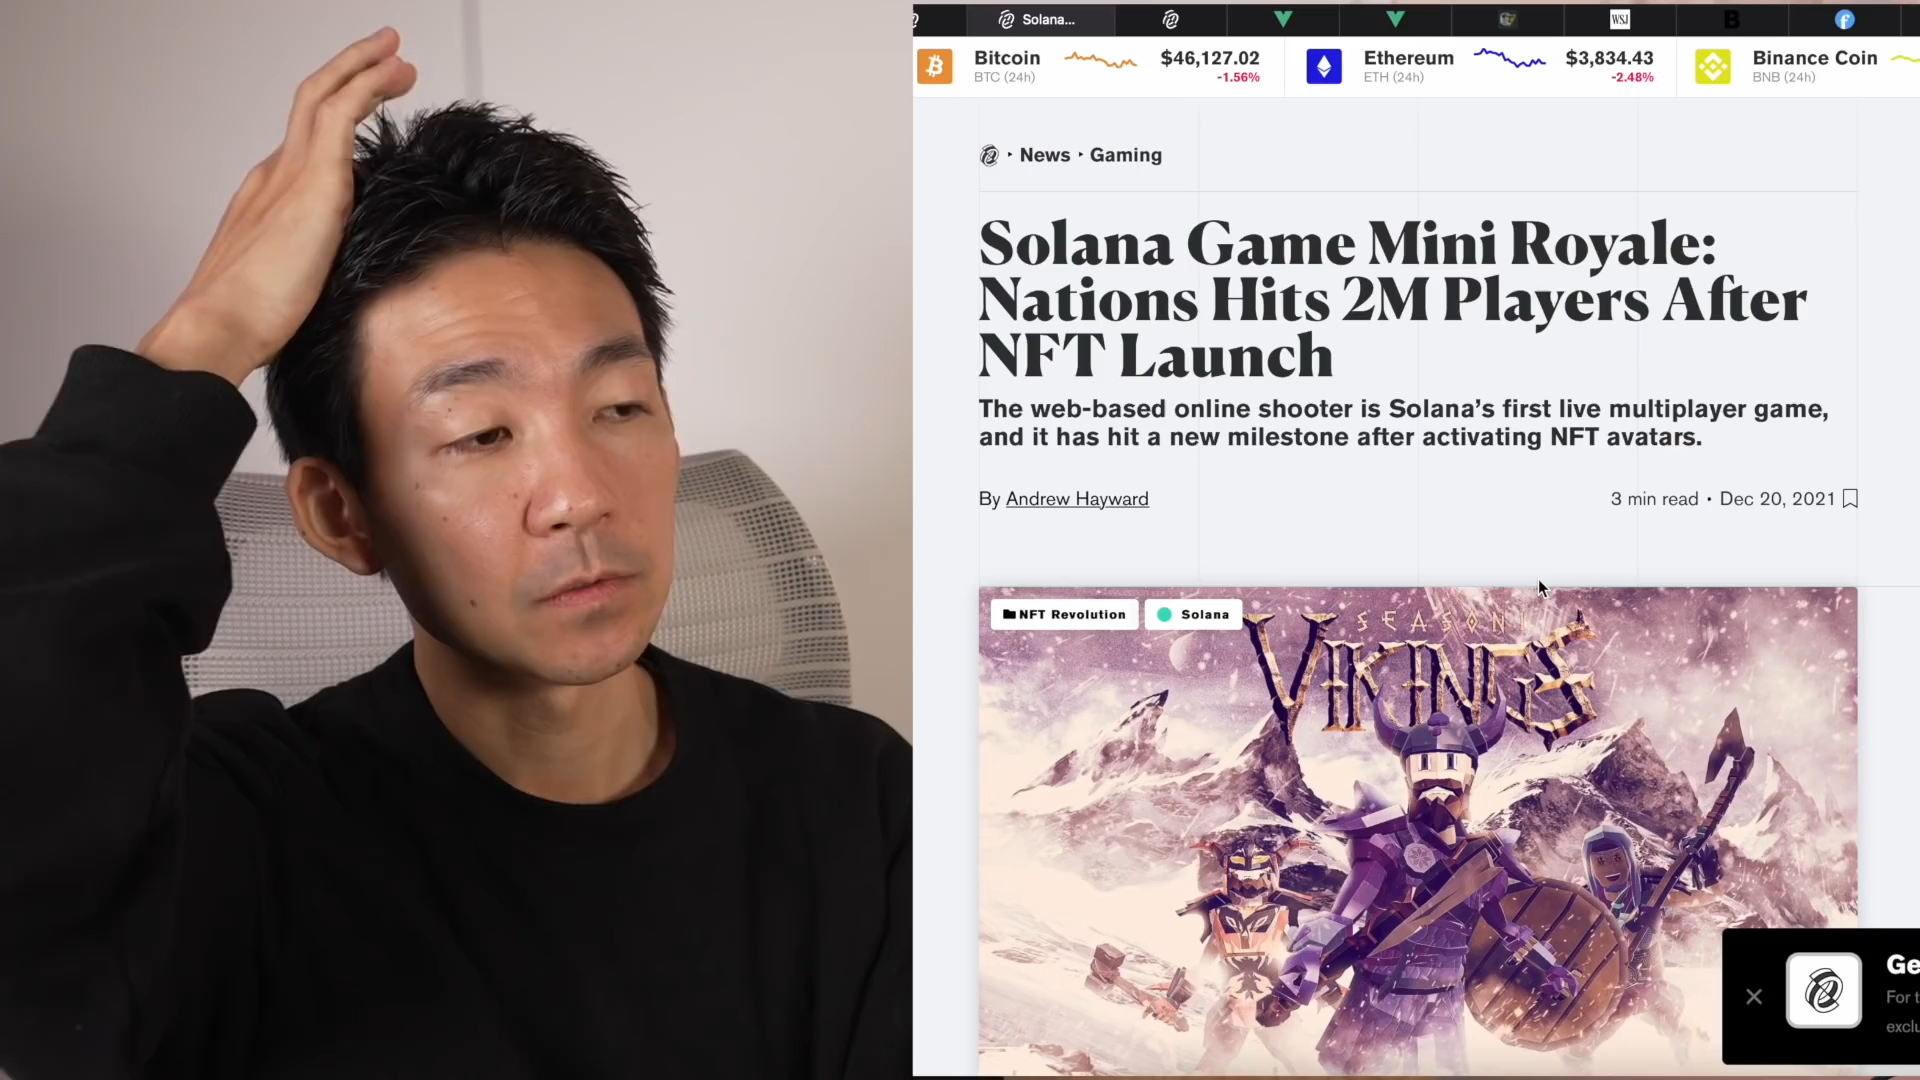 Solana...
WSJ
B
f
Bitcoin
BTC (24h)
$46,127.02
-1.56%
Ethereum
ETH (24h)
$3,834.43
-2.48%
Binance Coin
BNB (24h)
News ‣ Gaming
Solana Game Mini Royale:
Nations Hits 2M Players After
NFT Launch
The web-based online shooter is Solana's first live multiplayer game,
and it has hit a new milestone after activating NFT avatars.
By Andrew Hayward
3 min read • Dec 20, 2021
NFT Revolution
Solana
SEASON 1
VIKINGS
Ge
For t
exclu